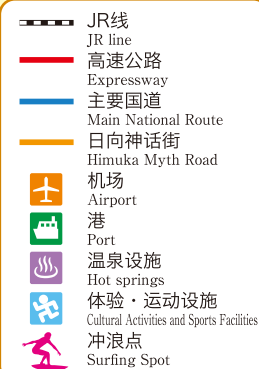 JR线
JR line
高速公路
Expressway
主要国道
Main National Route
日向神话街
Himuka Myth Road
机场
Airport
港
Port
温泉设施
Hot springs
体验・运动设施
Cultural Activities and Sports Facilities
冲浪点
Surfing Spot